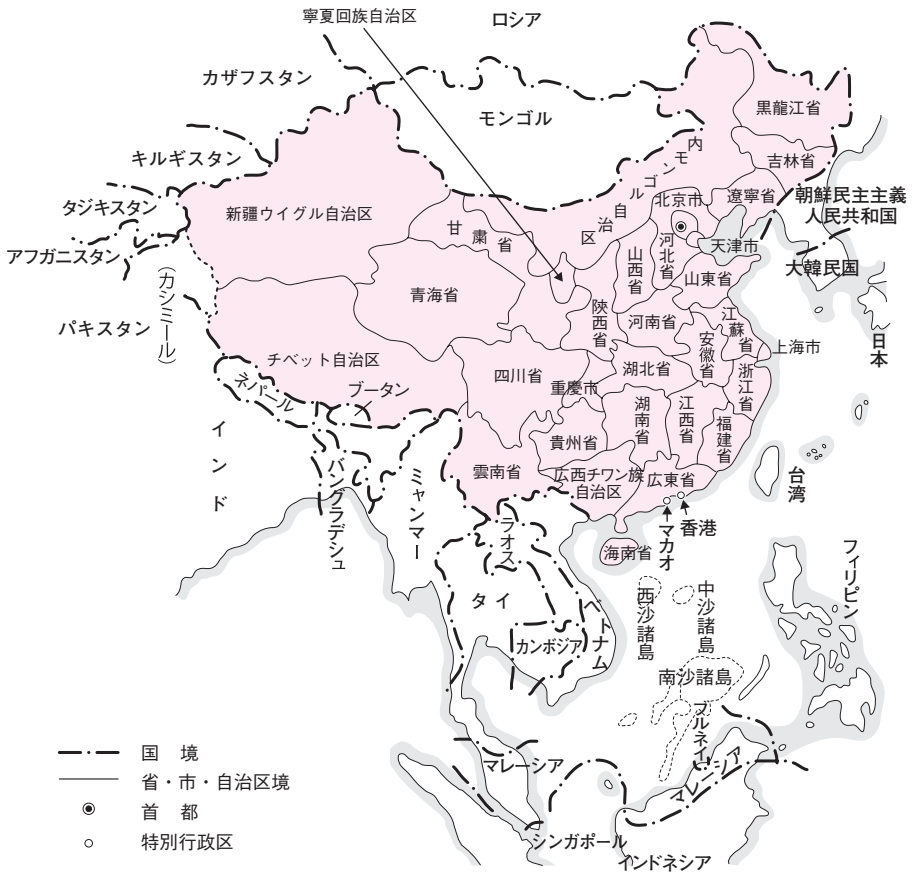 寧夏回族自治区
ロシア
カザフスタン
モンゴル
黒龍江省
内モンゴル自治区
吉林省
キルギスタン
遼寧省
北京市
朝鮮民主主義
人民共和国
タジキスタン
新疆ウイグル自治区
甘粛省
天津市
アフガニスタン
河北省
山西省
大韓民国
山東省
青海省
(カシミール)
パキスタン
陝西省
河南省
江蘇省
安徽省
上海市
日本
チベット自治区
四川省
湖北省
浙江省
重慶市
ネパール
ブータン
湖南省
江西省
福建省
インド
貴州省
バングラデシュ
ミャンマー
雲南省
広西チワン族
自治区
広東省
台湾
香港
マカオ
ラオス
海南省
フィリピン
タイ
ベトナム
西沙諸島
中沙諸島
カンボジア
南沙諸島
ブルネイ
マレーシア
マレーシア
シンガポール
インドネシア
国 境
省・市・自治区境
首 都
特別行政区